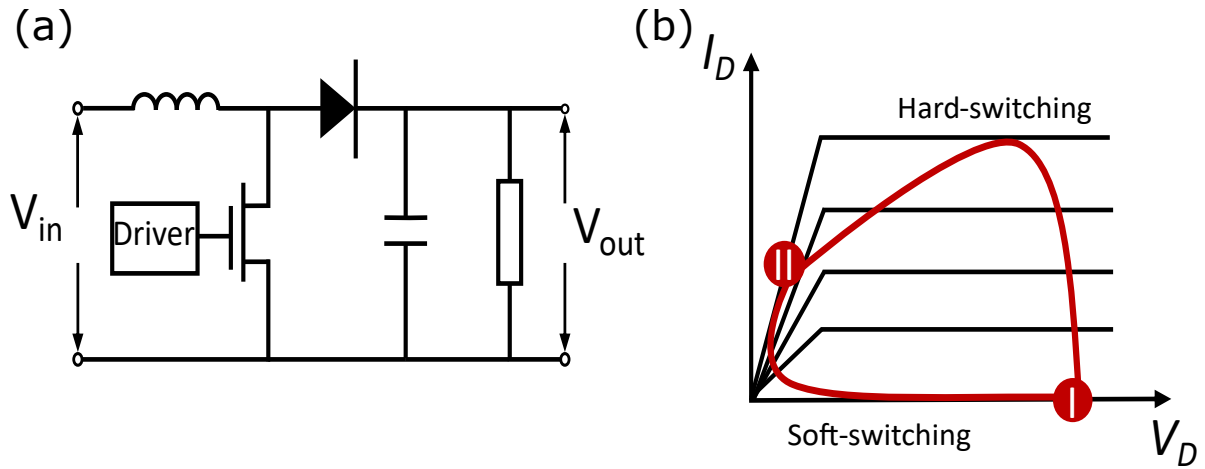 (a)
V_in
Driver
V_out
(b)
I_D
Hard-switching
II
I
Soft-switching
V_D